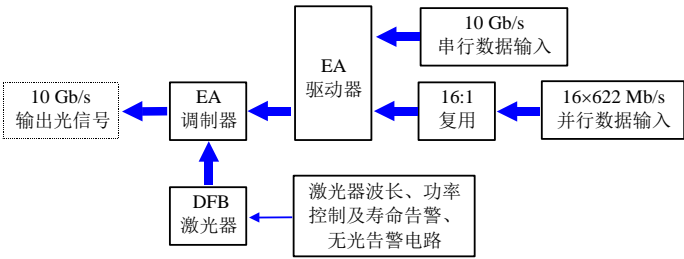 10 Gb/s
串行数据输入
EA
驱动器
10 Gb/s
输出光信号
EA
调制器
16:1
复用
16×622 Mb/s
并行数据输入
DFB
激光器
激光器波长、功率
控制及寿命告警、
无光告警电路